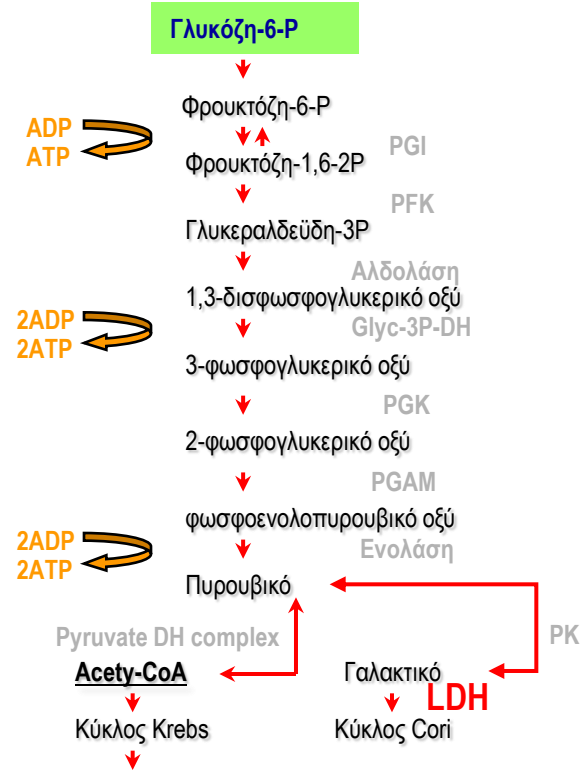 Γλυκόζη-6-P
Φρουκτόζη-6-P
ADP
ATP
PGI
Φρουκτόζη-1,6-2P
PFK
Γλυκεραλδεϋδη-3P
Αλδολάση
1,3-δισφωσφογλυκερικό οξύ
2ADP
2ATP
Glyc-3P-DH
3-φωσφογλυκερικό οξύ
PGK
2-φωσφογλυκερικό οξύ
PGAM
φωσφοενολοπυρουβικό οξύ
2ADP
2ATP
Ενολάση
Πυρουβικό
Pyruvate DH complex
PK
Acety-CoA
Γαλακτικό
LDH
Κύκλος Krebs
Κύκλος Cori